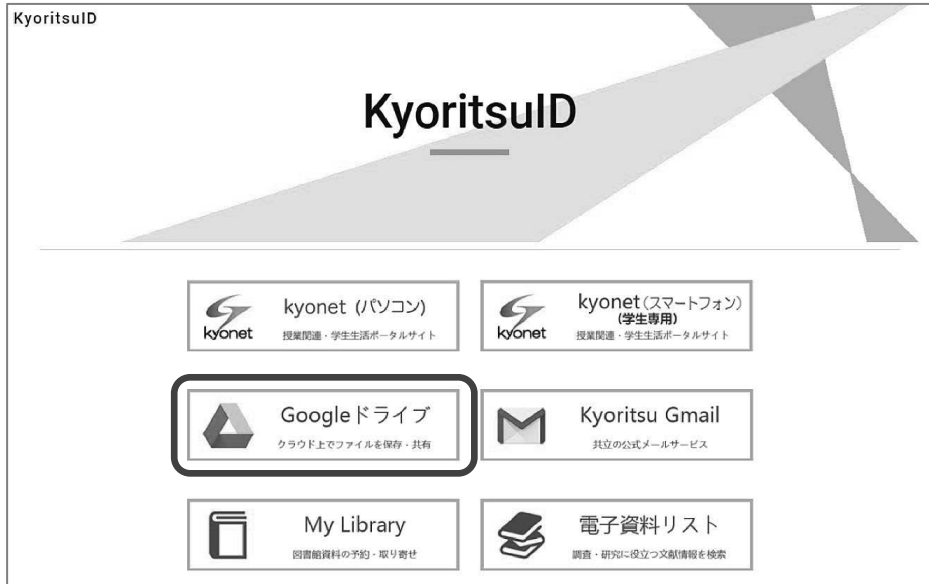 KyoritsuID
KyoritsuID
kyonet
kyonet (パソコン)
授業関連・学生生活ポータルサイト
kyonet
kyonet(スマートフォン)
(学生専用)
授業関連・学生生活ポータルサイト
Googleドライブ
クラウド上でファイルを保存・共有
Kyoritsu Gmail
共立の公式メールサービス
My Library
図書館資料の予約・取り寄せ
電子資料リスト
調査・研究に役立つ文献情報を検索